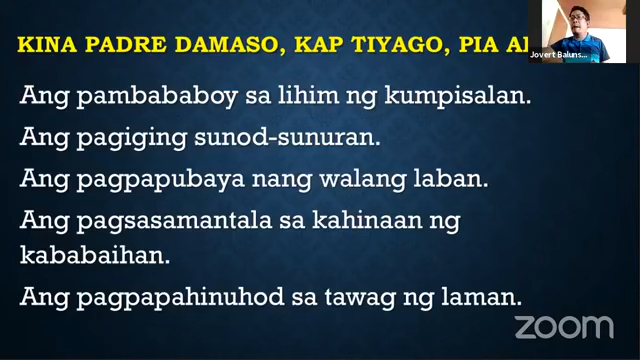 KINA PADRE DAMASO, KAP TIYAGO, PIA
Ang pambababoy sa lihim ng kumpisalan.
Ang pagiging sunod-sunuran.
Ang pagpapubaya nang walang laban.
Ang pagsasamantala sa kahinaan ng
kababaihan.
Ang pagpapahinuhod sa tawag ng laman.
Jovert Baluns...
zoom